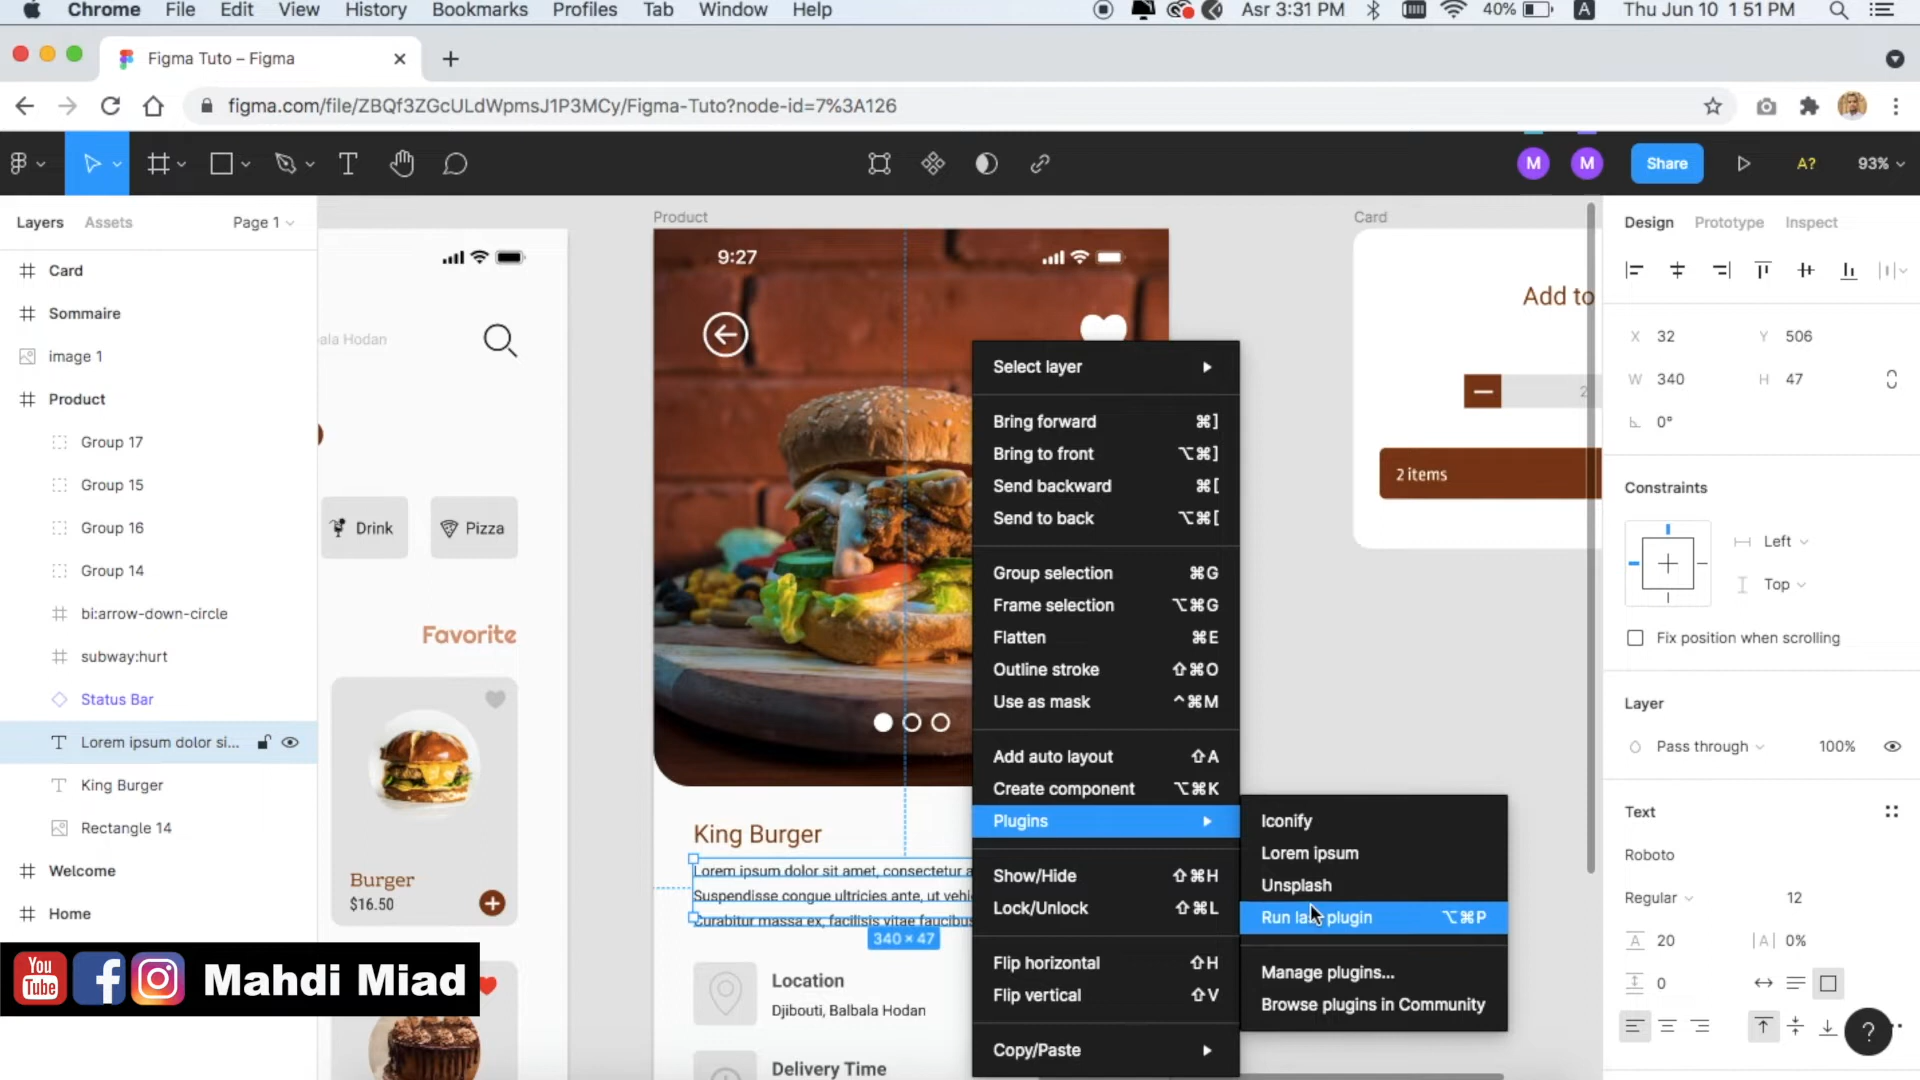 Chrome File Edit View History Bookmarks Profiles Tab Window Help Asr 3:31 PM 40% A Thu Jun 10 1 51 PM
Figma Tuto – Figma
figma.com/file/ZBQf3ZGcULdWpmsJ1P3MCy/Figma-Tuto?node-id=7%3A126
M M Share A? 93%
Layers Assets Page 1
Card
Sommaire
image 1
Product
Group 17
Group 15
Group 16
Group 14
bi:arrow-down-circle
subway:hurt
Status Bar
Lorem ipsum dolor si...
King Burger
Rectangle 14
Welcome
Home
You
Tube
Mahdi Miad
ala Hodan
Drink
Pizza
Favorite
Burger
$16.50
Product
9:27
King Burger
Lorem ipsum dolor sit amet, consectetur a
Suspendisse congue ultricies ante, ut vehi
Curabitur massa ex, facilisis vitae faucibus
340 × 47
Location
Djibouti, Balbala Hodan
Delivery Time
Select layer
Bring forward ⌘]
Bring to front ⌥⌘]
Send backward ⌘[
Send to back ⌥⌘[
Group selection ⌘G
Frame selection ⌥⌘G
Flatten ⌘E
Outline stroke ⇧⌘O
Use as mask ^⌘M
Add auto layout ⇧A
Create component ⌥⌘K
Plugins
Show/Hide ⇧⌘H
Lock/Unlock ⇧⌘L
Flip horizontal ⇧H
Flip vertical ⇧V
Copy/Paste
Iconify
Lorem ipsum
Unsplash
Run last plugin ⌥⌘P
Manage plugins...
Browse plugins in Community
Card
Add to
2
2 items
Design Prototype Inspect
X 32 Y 506
W 340 H 47
0°
Constraints
Left
Top
Fix position when scrolling
Layer
Pass through 100%
Text
Roboto
Regular 12
A 20 |A| 0%
0
?